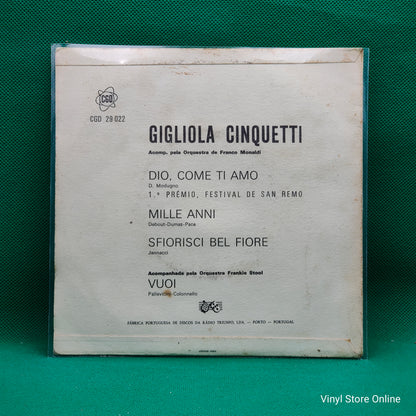 CGD
CGD 28 022
GIGLIOLA CINQUETTI
Acomp. pela Orquestra de Franco Monaldi
DIO, COME TI AMO
D. Modugno
1.º PRÉMIO, FESTIVAL DE SAN REMO
MILLE ANNI
Debout-Dumas-Pace
SFIORISCI BEL FIORE
Jannacci
Acompanhada pela Orquestra Frankie Stool
VUOI
Pallavicini-Colonnello
FÁBRICA PORTUGUESA DE DISCOS DA RÁDIO TRIUNFO, LDA. — PORTO — PORTUGAL
Vinyl Store Online